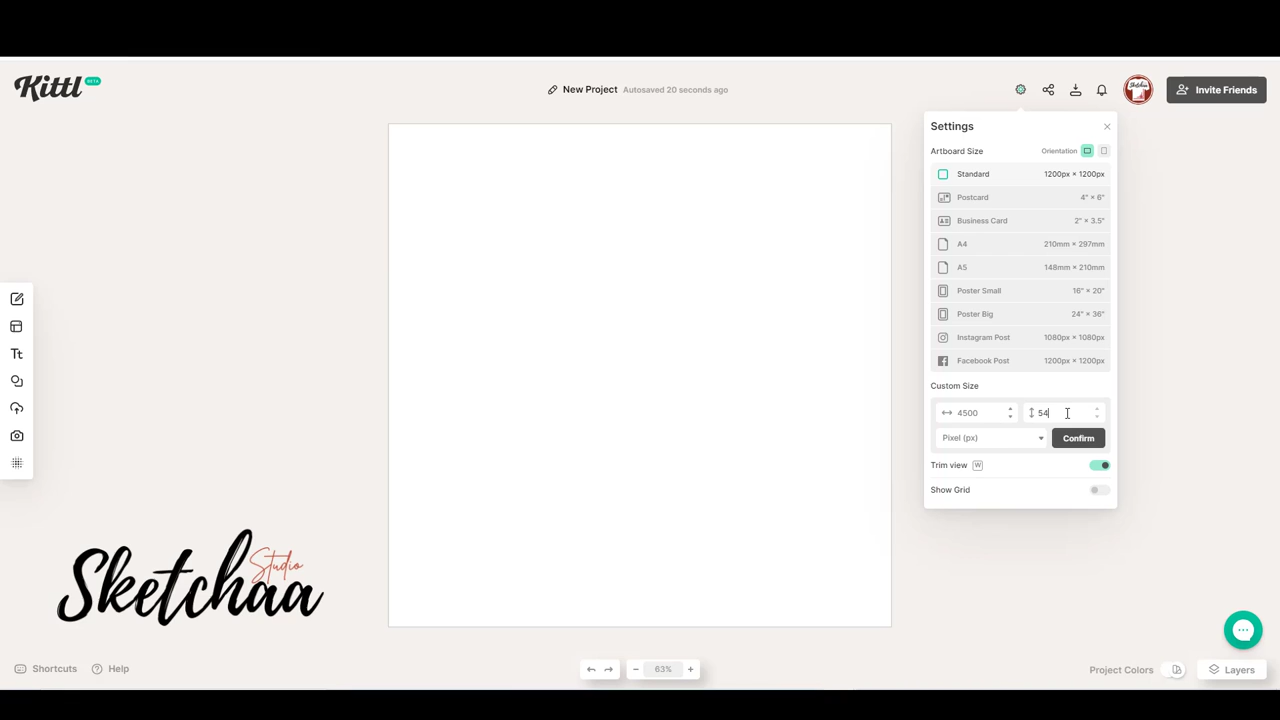 Kittl BETA
New Project Autosaved 20 seconds ago
Invite Friends
Settings
Artboard Size Orientation
Standard 1200px × 1200px
Postcard 4" × 6"
Business Card 2" × 3.5"
A4 210mm × 297mm
A5 148mm × 210mm
Poster Small 16" × 20"
Poster Big 24" × 36"
Instagram Post 1080px × 1080px
Facebook Post 1200px × 1200px
Custom Size
4500 54
Pixel (px) Confirm
Trim view W
Show Grid
Tt
Sketchaa Studio
Shortcuts Help
63%
Project Colors Layers